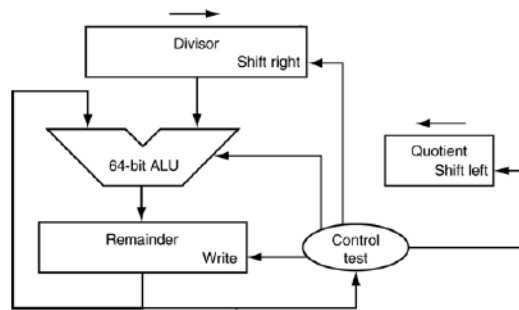 Divisor
Shift right
64-bit ALU
Quotient
Shift left
Remainder
Write
Control
test